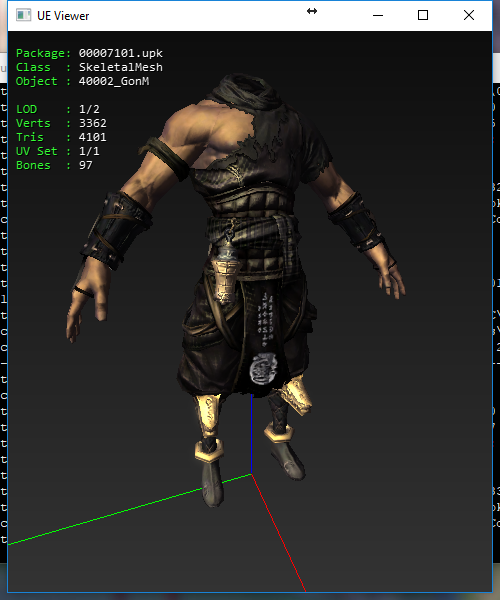 UE Viewer
Package: 00007101.upk
Class : SkeletalMesh
Object : 40002_GonM
LOD : 1/2
Verts : 3362
Tris : 4101
UV Set : 1/1
Bones : 97